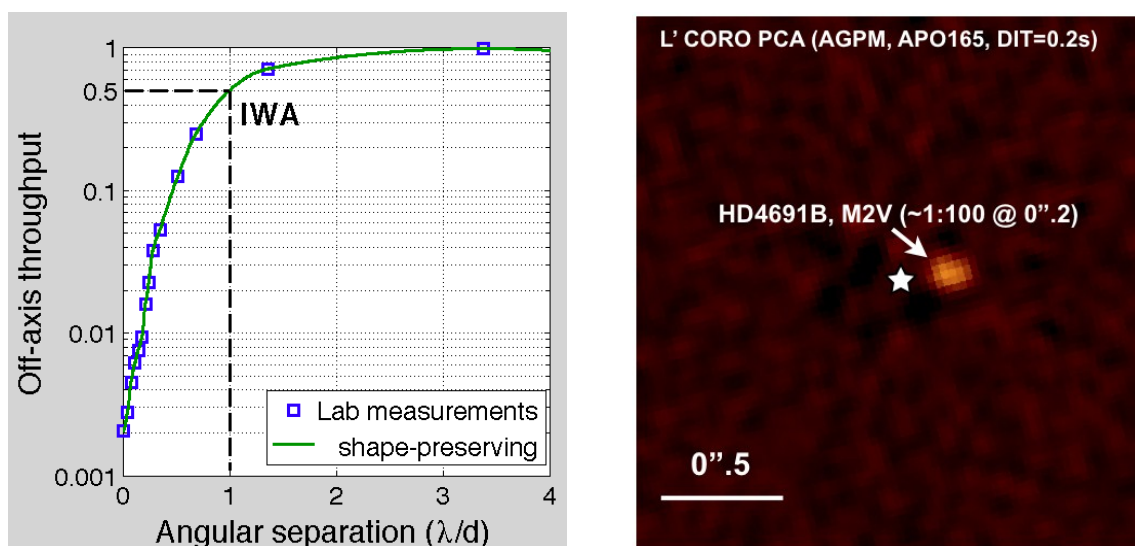 1
0.5
0.1
0.01
0.001
Off-axis throughput
IWA
Lab measurements
shape-preserving
0 1 2 3 4
Angular separation (λ/d)
L' CORO PCA (AGPM, APO165, DIT=0.2s)
HD4691B, M2V (~1:100 @ 0”.2)
0”.5